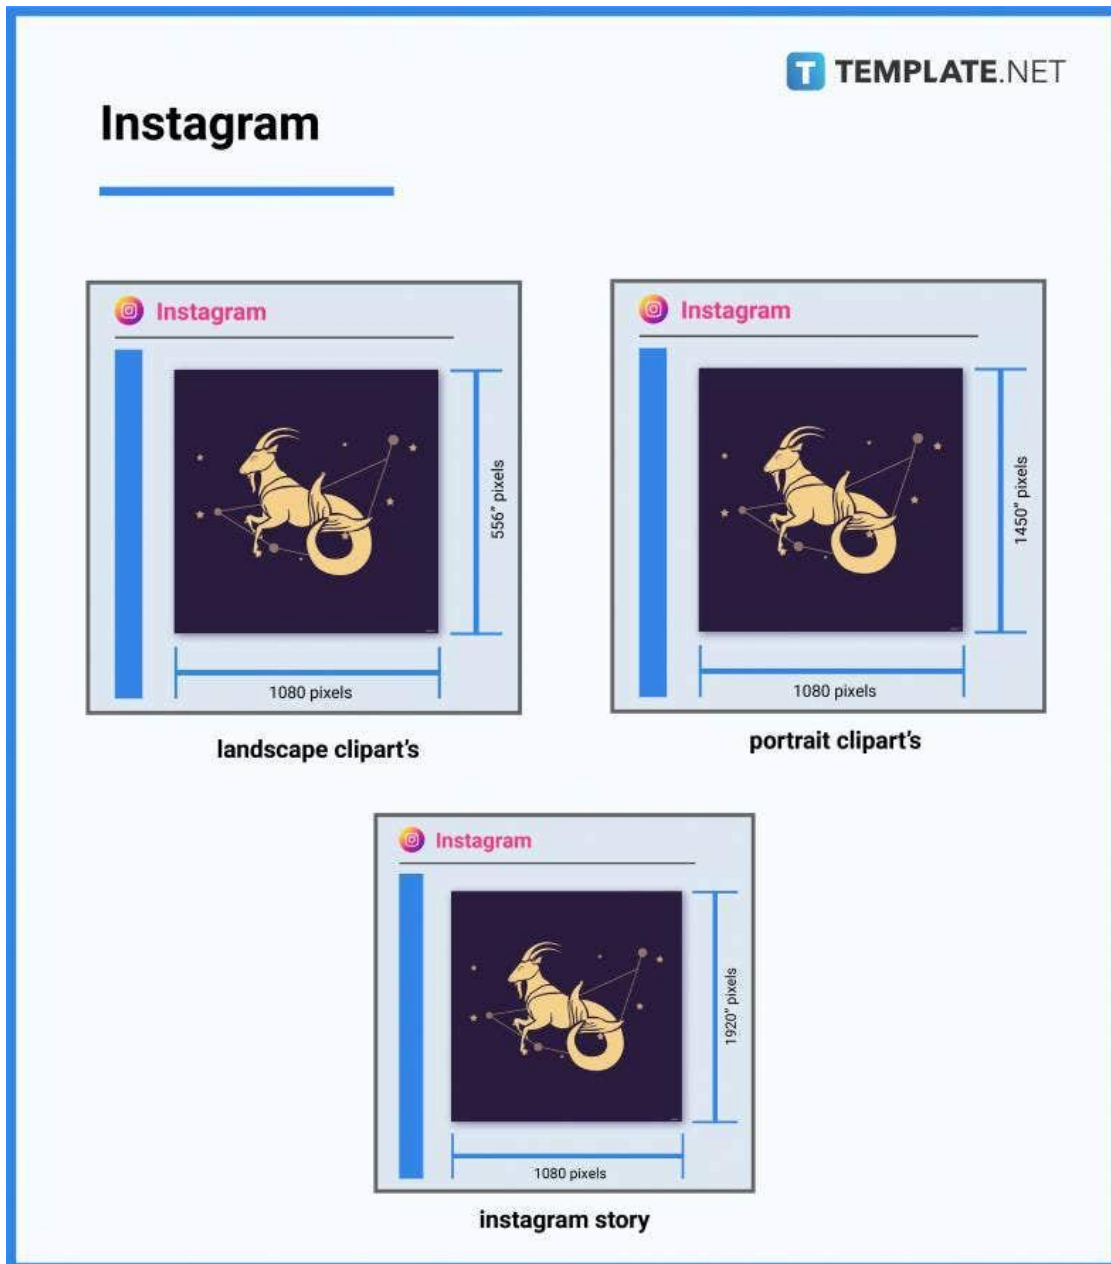 TEMPLATE.NET
Instagram
Instagram
556" pixels
1080 pixels
landscape clipart's
Instagram
1450" pixels
1080 pixels
portrait clipart's
Instagram
1920" pixels
1080 pixels
instagram story